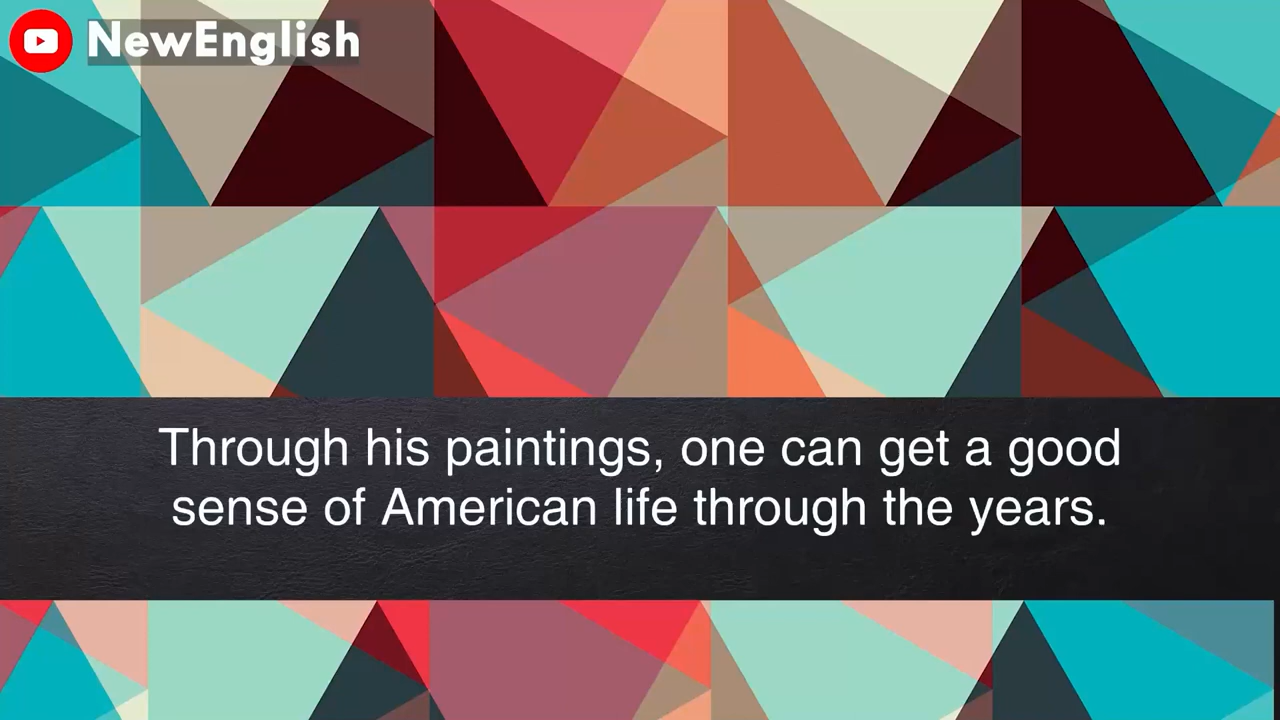 NewEnglish
Through his paintings, one can get a good
sense of American life through the years.